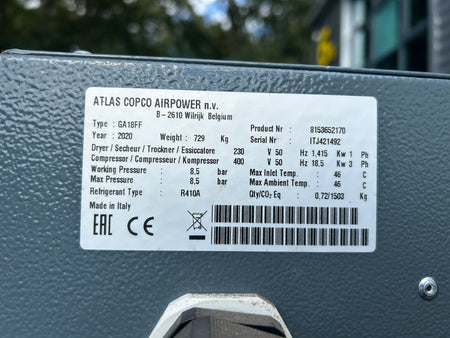 ATLAS COPCO AIRPOWER n.v.
B - 2610 Wilrijk Belgium
Type : GA18FF Product Nr : 8153652170
Year : 2020 Weight : 729 Kg Serial Nr : ITJ421492
Dryer / Secheur / Trockner / Essiccatore 230 V 50 Hz 1,415 Kw 1 Ph
Compressor / Compresseur / Kompressor 400 V 50 Hz 18.5 Kw 3 Ph
Working Pressure : 8,5 bar Max Inlet Temp. : 46 C
Max Pressure : 8,5 bar Max Ambient Temp. : 46 C
Refrigerant Type : R410A Qty/CO2 Eq : 0,72/1503 Kg
Made in Italy
EAC CE